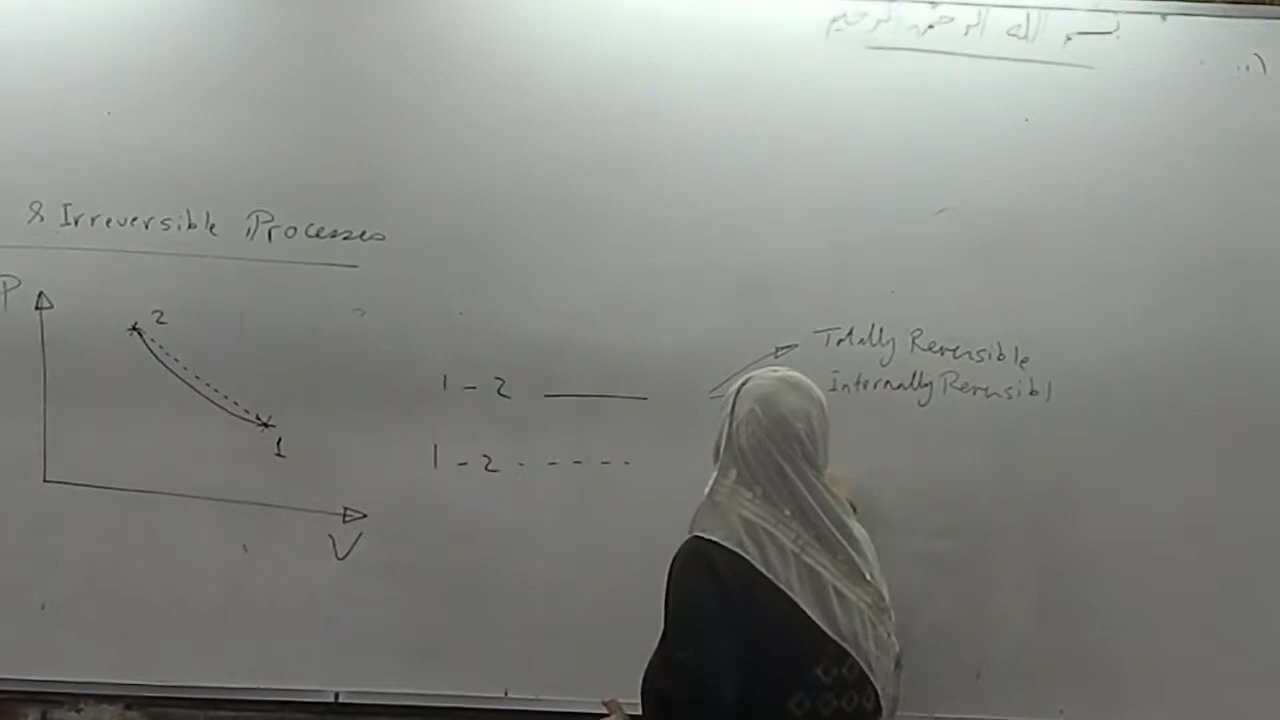 بسم الله الرحمن الرحيم
& Irreversible Processes
P
2
1
V
1 - 2
1 - 2
Totally Reversible
Internally Reversibl